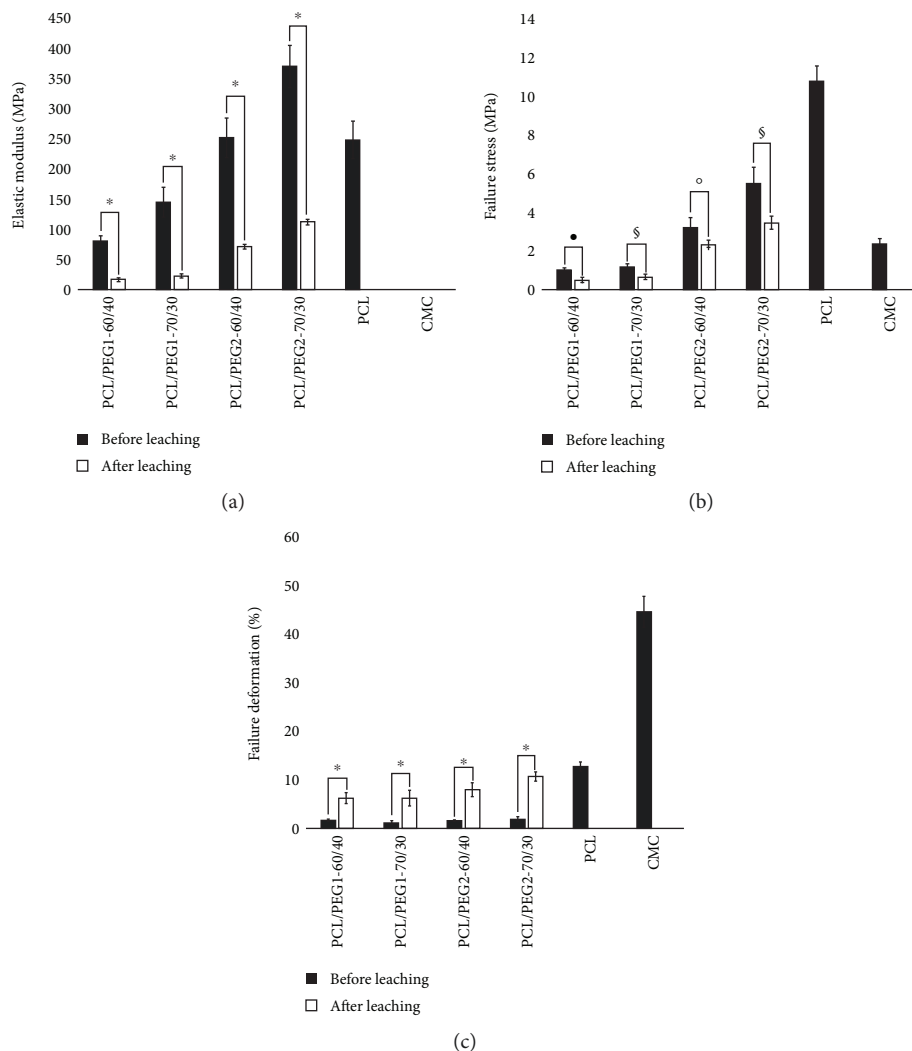 450
400
350
300
250
200
150
100
50
0
Elastic modulus (MPa)
*
*
*
*
PCL/PEG1-60/40
PCL/PEG1-70/30
PCL/PEG2-60/40
PCL/PEG2-70/30
PCL
CMC
Before leaching
After leaching
(a)
14
12
10
8
6
4
2
0
Failure stress (MPa)
•
§
°
§
PCL/PEG1-60/40
PCL/PEG1-70/30
PCL/PEG2-60/40
PCL/PEG2-70/30
PCL
CMC
Before leaching
After leaching
(b)
60
50
40
30
20
10
0
Failure deformation (%)
*
*
*
*
PCL/PEG1-60/40
PCL/PEG1-70/30
PCL/PEG2-60/40
PCL/PEG2-70/30
PCL
CMC
Before leaching
After leaching
(c)